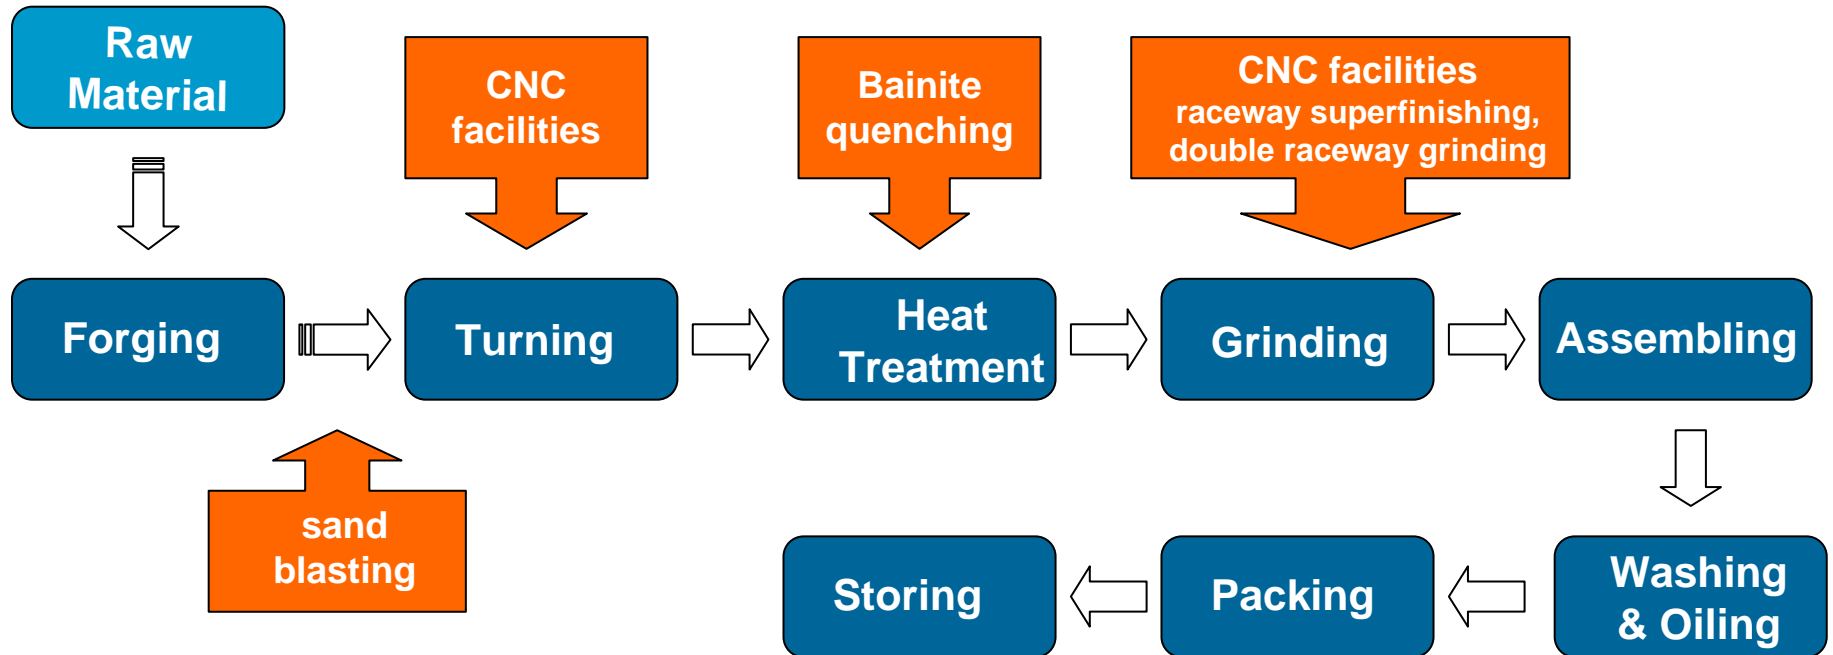 Raw
Material
CNC
facilities
Bainite
quenching
CNC facilities
raceway superfinishing,
double raceway grinding
Forging
Turning
Heat
Treatment
Grinding
Assembling
sand
blasting
Storing
Packing
Washing
& Oiling